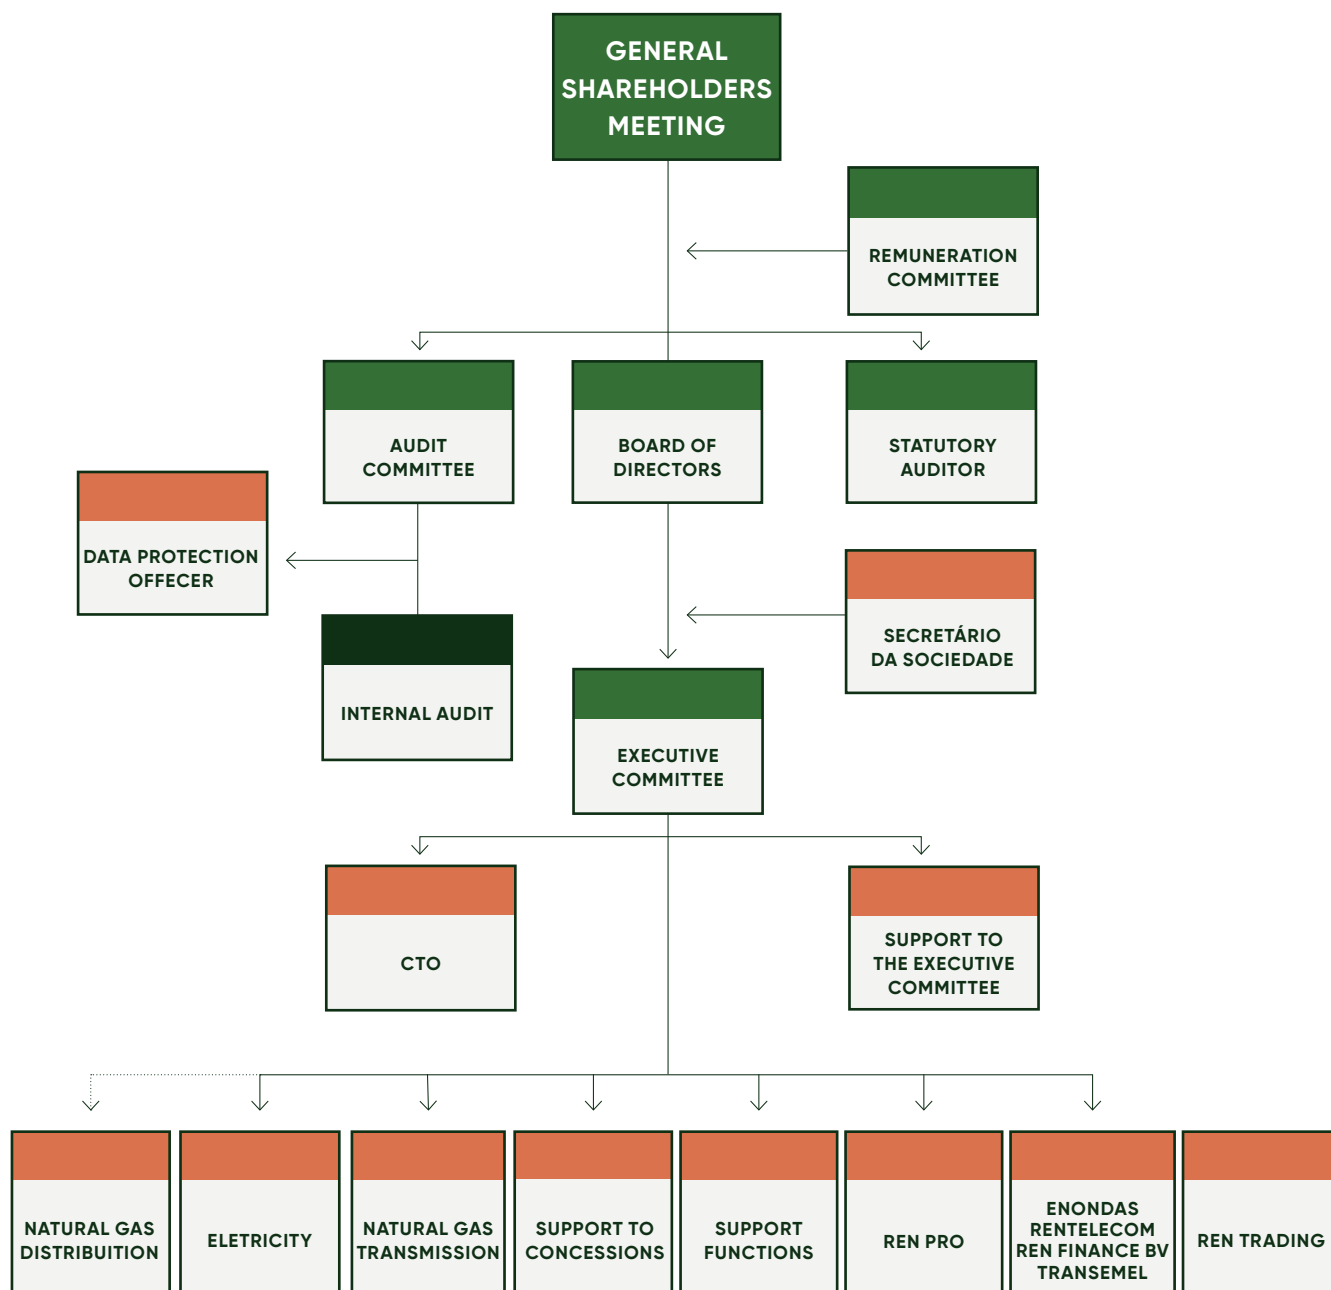 GENERAL
SHAREHOLDERS
MEETING
REMUNERATION
COMMITTEE
AUDIT
COMMITTEE
BOARD OF
DIRECTORS
STATUTORY
AUDITOR
DATA PROTECTION
OFFECER
SECRETÁRIO
DA SOCIEDADE
INTERNAL AUDIT
EXECUTIVE
COMMITTEE
CTO
SUPPORT TO
THE EXECUTIVE
COMMITTEE
NATURAL GAS
DISTRIBUITION
ELETRICITY
NATURAL GAS
TRANSMISSION
SUPPORT TO
CONCESSIONS
SUPPORT
FUNCTIONS
REN PRO
ENONDAS
RENTELECOM
REN FINANCE BV
TRANSEMEL
REN TRADING